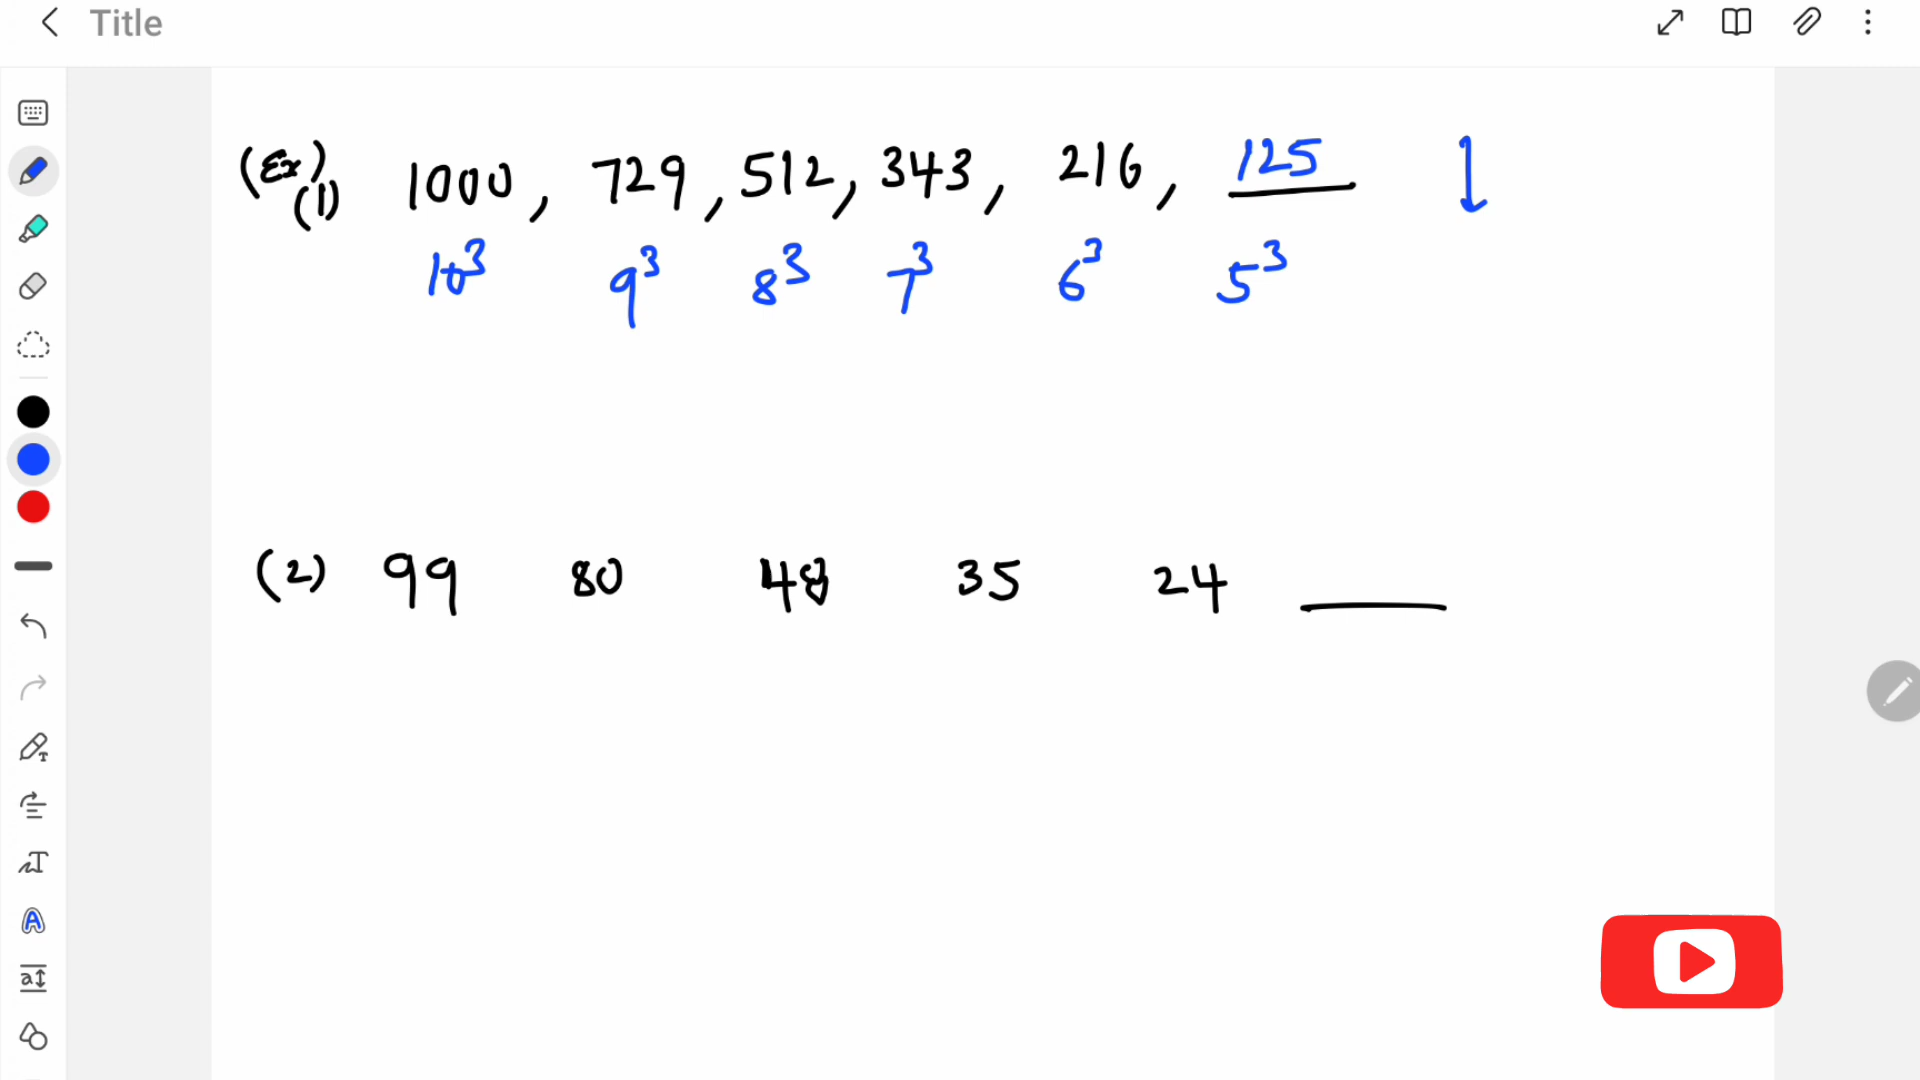 Title
(Ex) (1) 1000, 729, 512, 343, 216, 125
10³ 9³ 8³ 7³ 6³ 5³
(2) 99 80 48 35 24